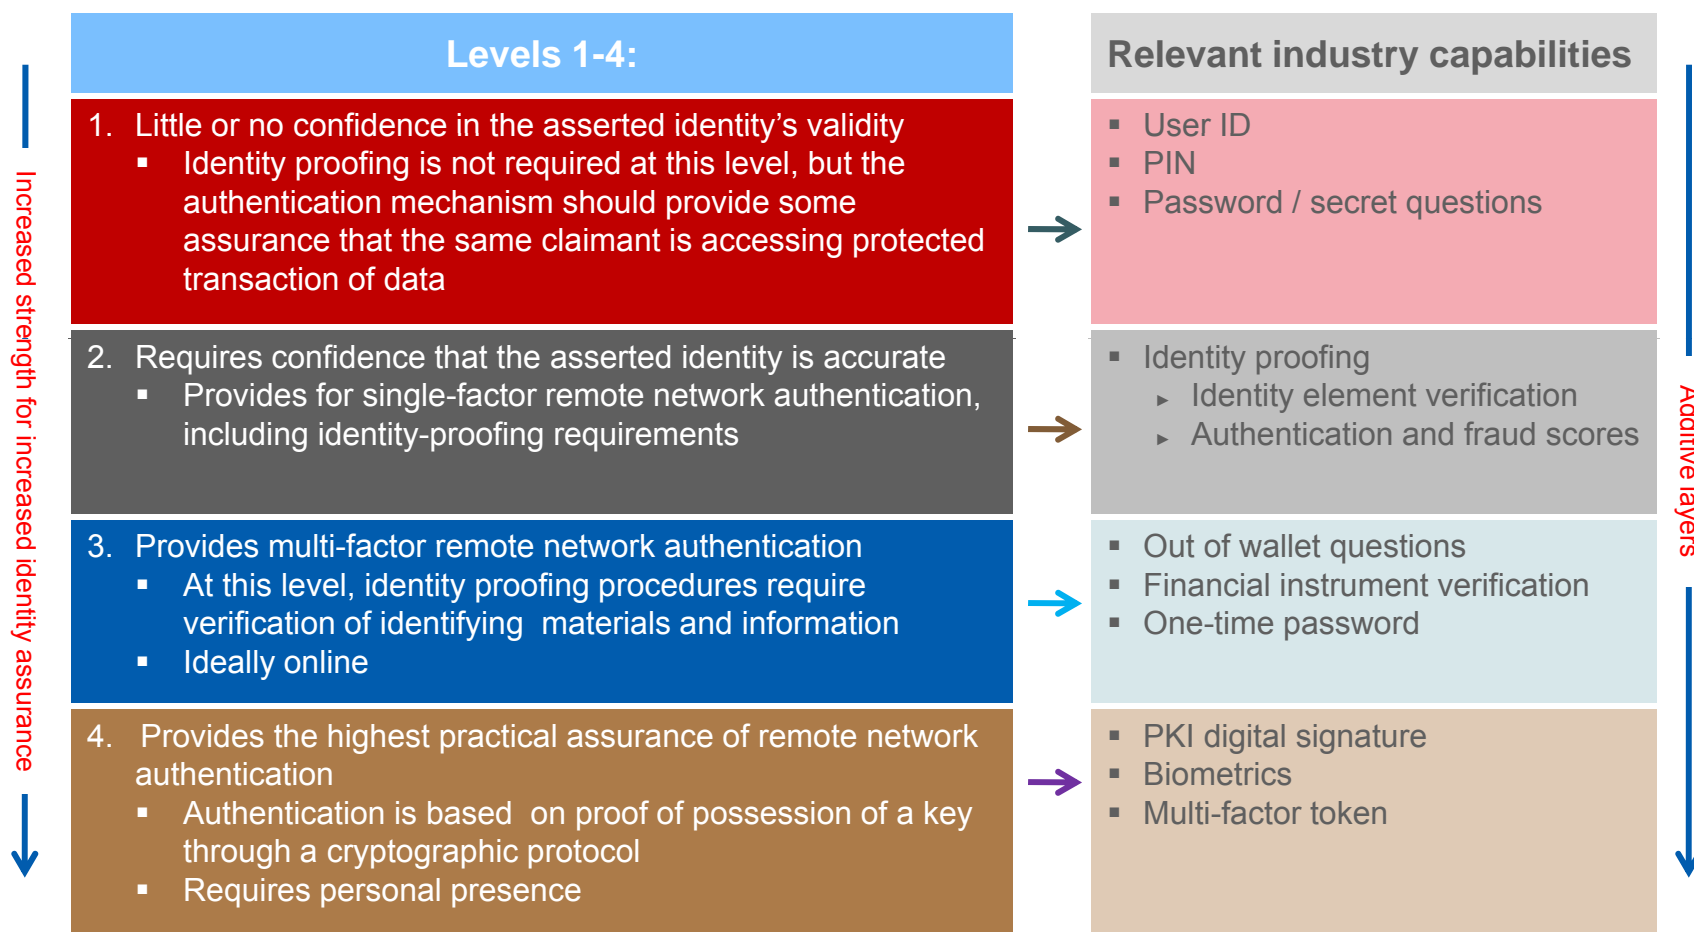 Levels 1-4:
Relevant industry capabilities
Increased strength for increased identity assurance
1. Little or no confidence in the asserted identity’s validity
▪ Identity proofing is not required at this level, but the
authentication mechanism should provide some
assurance that the same claimant is accessing protected
transaction of data
▪ User ID
▪ PIN
▪ Password / secret questions
2. Requires confidence that the asserted identity is accurate
▪ Provides for single-factor remote network authentication,
including identity-proofing requirements
▪ Identity proofing
► Identity element verification
► Authentication and fraud scores
3. Provides multi-factor remote network authentication
▪ At this level, identity proofing procedures require
verification of identifying  materials and information
▪ Ideally online
▪ Out of wallet questions
▪ Financial instrument verification
▪ One-time password
4. Provides the highest practical assurance of remote network
authentication
▪ Authentication is based  on proof of possession of a key
through a cryptographic protocol
▪ Requires personal presence
▪ PKI digital signature
▪ Biometrics
▪ Multi-factor token
Additive layers